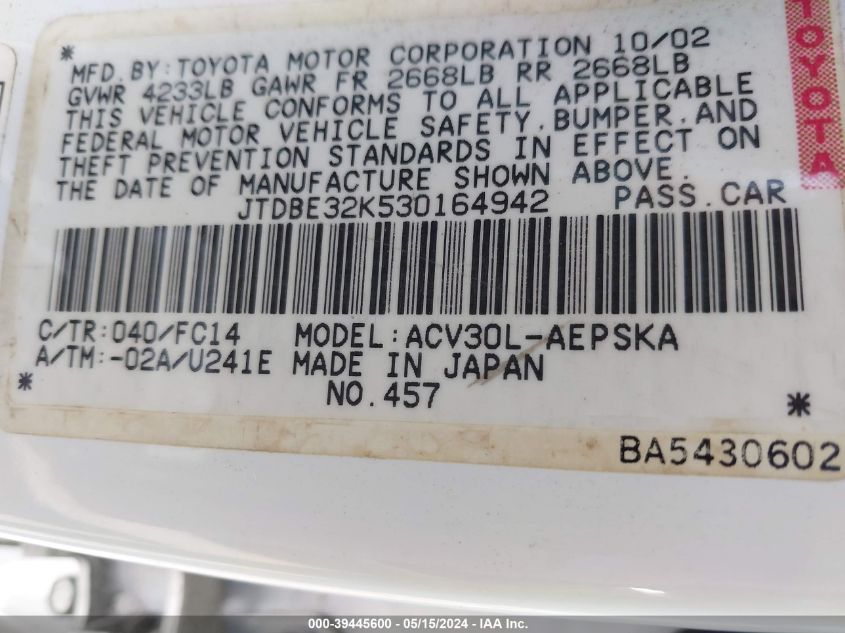 * MFD. BY: TOYOTA MOTOR CORPORATION 10/02
GVWR 4233LB GAWR FR 2668LB RR 2668LB
THIS VEHICLE CONFORMS TO ALL APPLICABLE
FEDERAL MOTOR VEHICLE SAFETY, BUMPER, AND
THEFT PREVENTION STANDARDS IN EFFECT ON
THE DATE OF MANUFACTURE SHOWN ABOVE.
JTDBE32K530164942 PASS. CAR
C/TR: 040/FC14 MODEL: ACV30L-AEPSKA
A/TM: -02A/U241E MADE IN JAPAN
* NO. 457 *
BA5430602
TOYOTA
000-39445600 - 05/15/2024 - IAA Inc.